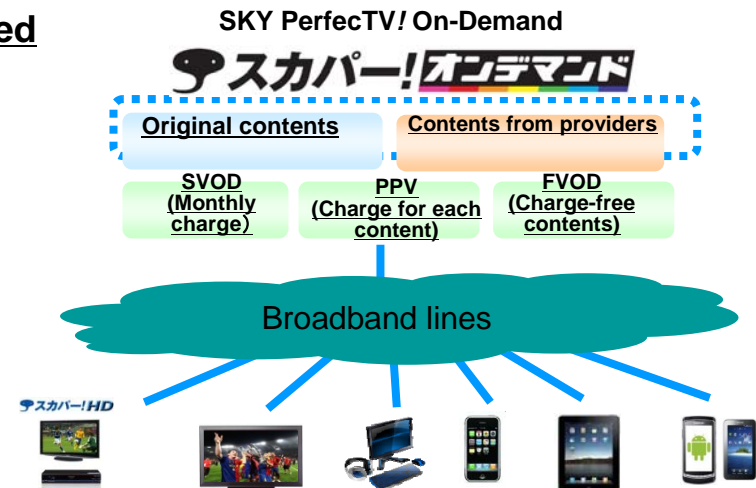 ed
SKY PerfecTV! On-Demand
スカパー!オンデマンド
Original contents
Contents from providers
SVOD
(Monthly
charge）
PPV
(Charge for each
content)
FVOD
(Charge-free
contents)
Broadband lines
スカパー!HD